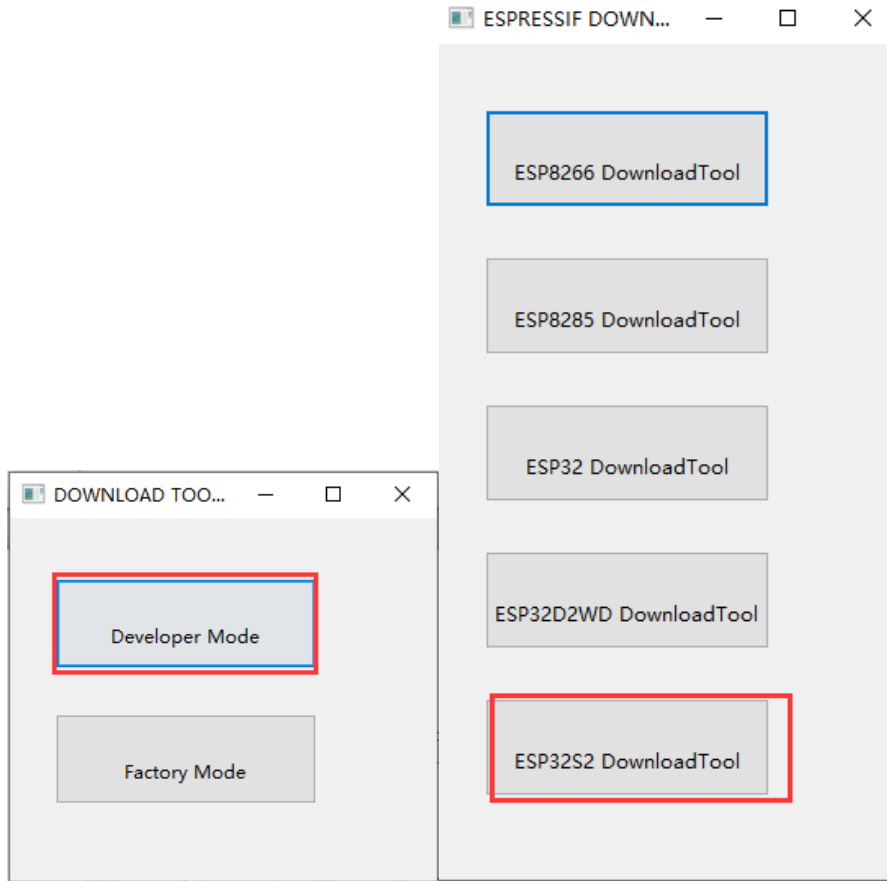 DOWNLOAD TOO...
Developer Mode
Factory Mode
ESPRESSIF DOWN...
ESP8266 DownloadTool
ESP8285 DownloadTool
ESP32 DownloadTool
ESP32D2WD DownloadTool
ESP32S2 DownloadTool